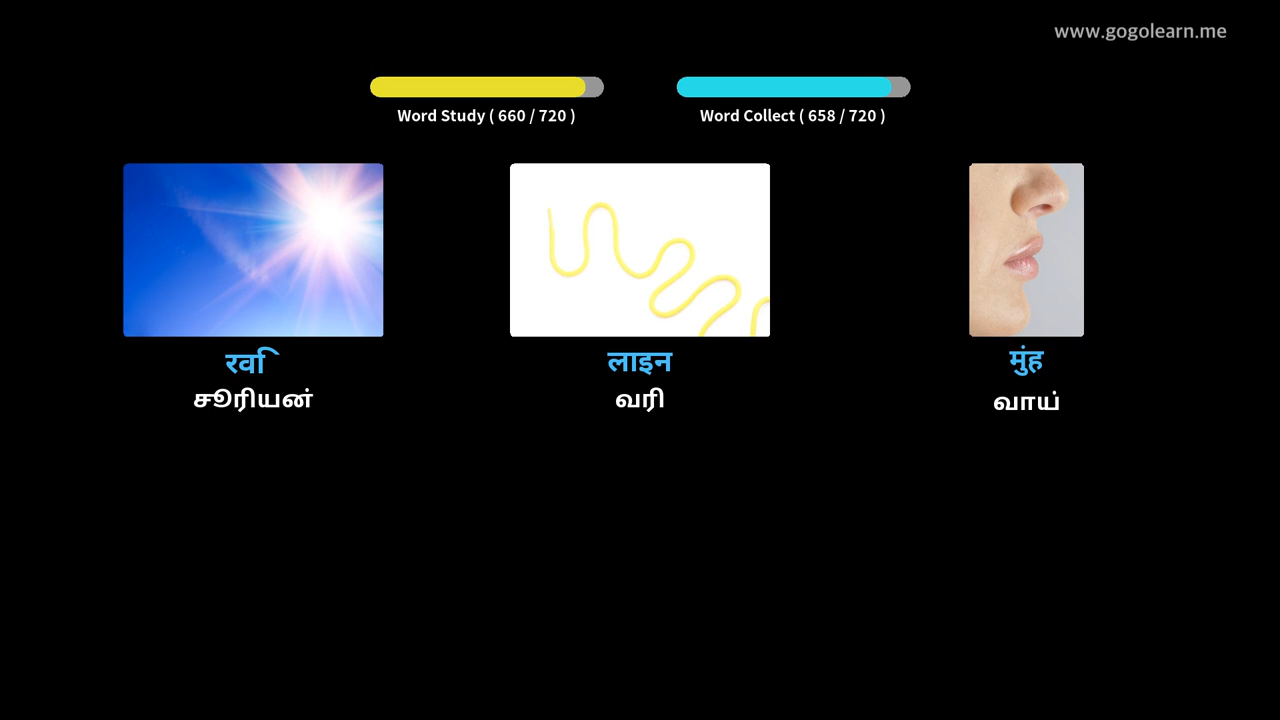 www.gogolearn.me
Word Study ( 660 / 720 )
Word Collect ( 658 / 720 )
रवि
लाइन
मुंह
சூரியன்
வரி
வாய்